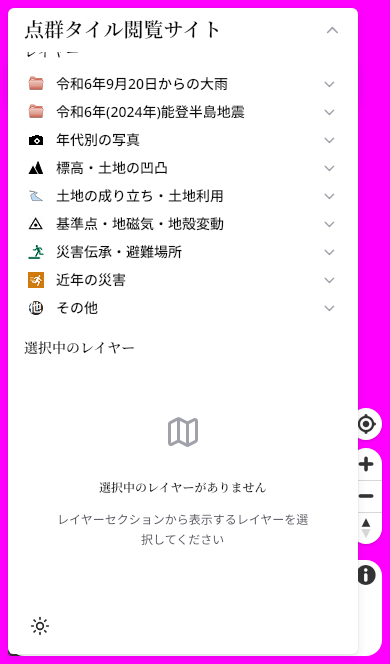 点群タイル閲覧サイト
レイヤー
令和6年9月20日からの大雨
令和6年(2024年)能登半島地震
年代別の写真
標高・土地の凹凸
土地の成り立ち・土地利用
基準点・地磁気・地殻変動
災害伝承・避難場所
近年の災害
その他
選択中のレイヤー
選択中のレイヤーがありません
レイヤーセクションから表示するレイヤーを選
択してください